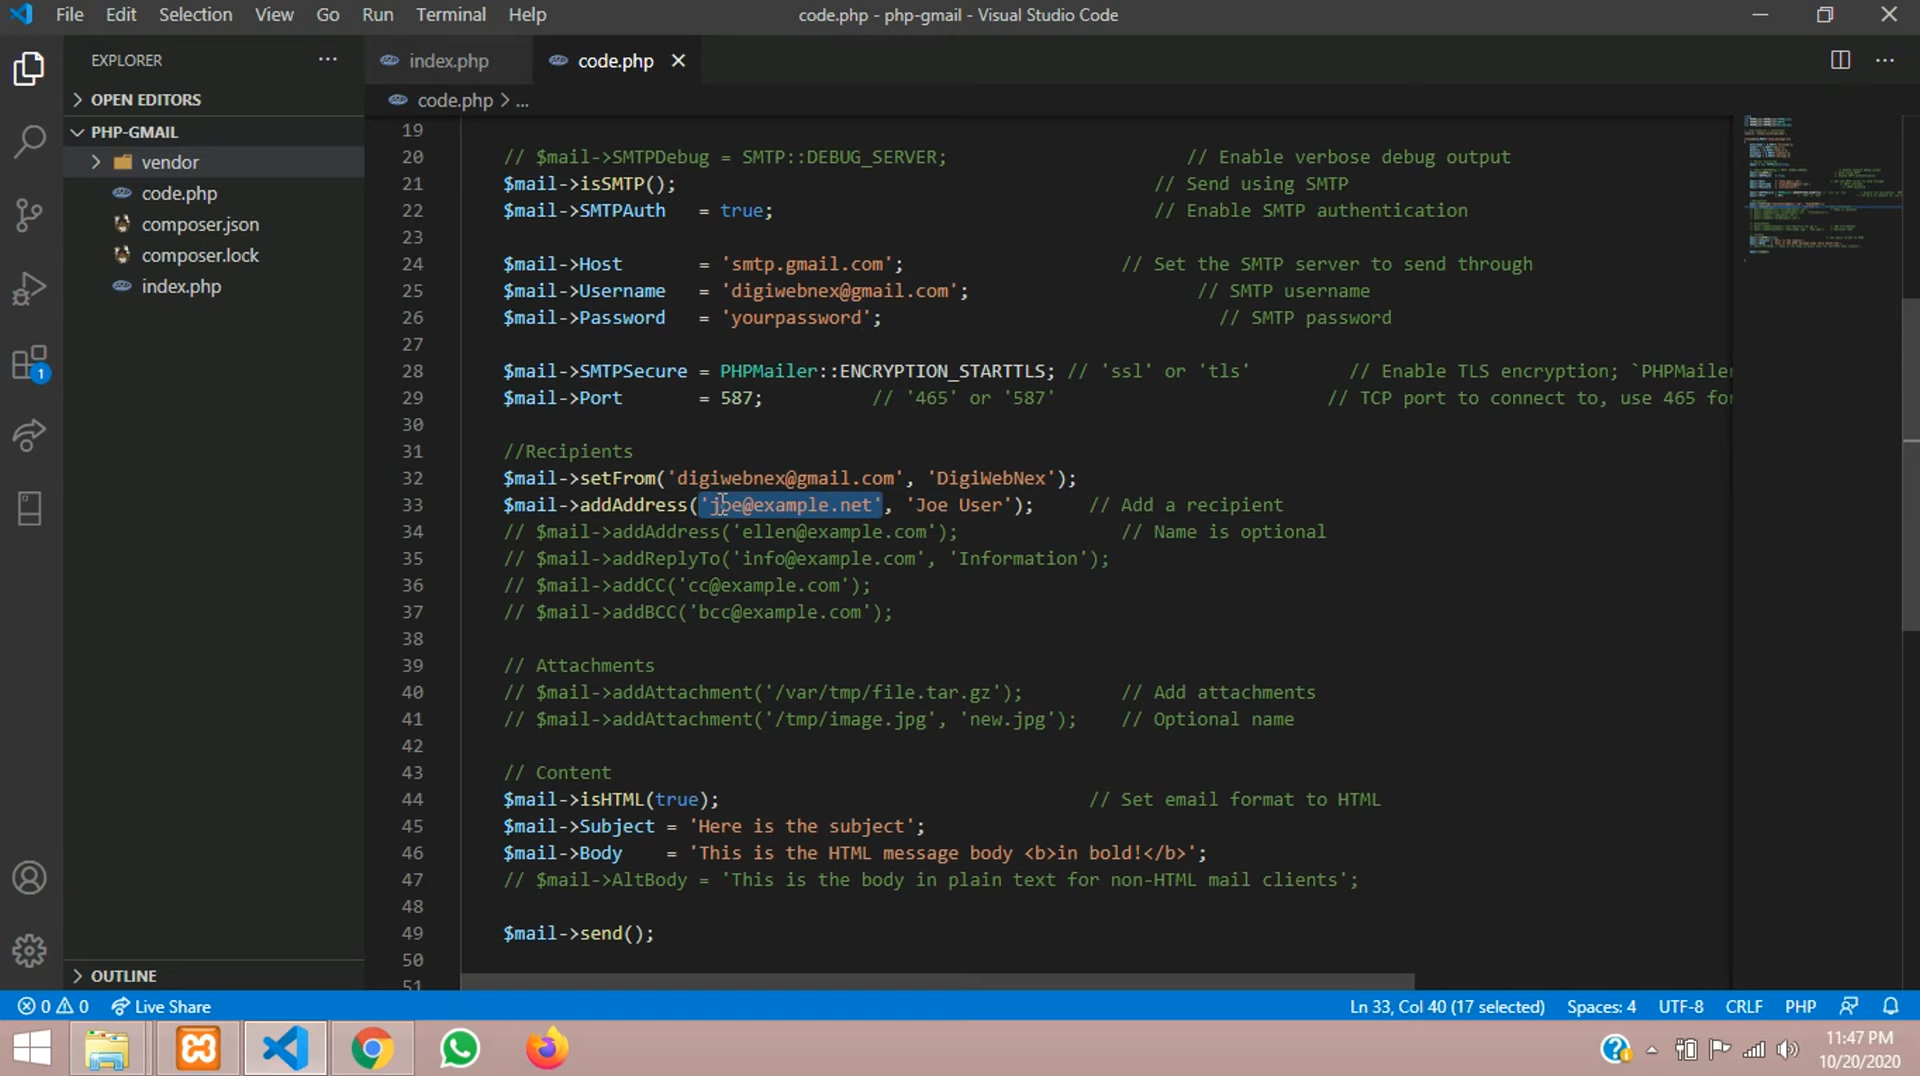 File Edit Selection View Go Run Terminal Help
code.php - php-gmail - Visual Studio Code
EXPLORER
OPEN EDITORS
PHP-GMAIL
vendor
code.php
composer.json
composer.lock
index.php
OUTLINE
index.php
code.php
code.php > ...
19
20 // $mail->SMTPDebug = SMTP::DEBUG_SERVER; // Enable verbose debug output
21 $mail->isSMTP(); // Send using SMTP
22 $mail->SMTPAuth = true; // Enable SMTP authentication
23
24 $mail->Host = 'smtp.gmail.com'; // Set the SMTP server to send through
25 $mail->Username = 'digiwebnex@gmail.com'; // SMTP username
26 $mail->Password = 'yourpassword'; // SMTP password
27
28 $mail->SMTPSecure = PHPMailer::ENCRYPTION_STARTTLS; // 'ssl' or 'tls' // Enable TLS encryption; `PHPMailer
29 $mail->Port = 587; // '465' or '587' // TCP port to connect to, use 465 for
30
31 //Recipients
32 $mail->setFrom('digiwebnex@gmail.com', 'DigiWebNex');
33 $mail->addAddress('joe@example.net', 'Joe User'); // Add a recipient
34 // $mail->addAddress('ellen@example.com'); // Name is optional
35 // $mail->addReplyTo('info@example.com', 'Information');
36 // $mail->addCC('cc@example.com');
37 // $mail->addBCC('bcc@example.com');
38
39 // Attachments
40 // $mail->addAttachment('/var/tmp/file.tar.gz'); // Add attachments
41 // $mail->addAttachment('/tmp/image.jpg', 'new.jpg'); // Optional name
42
43 // Content
44 $mail->isHTML(true); // Set email format to HTML
45 $mail->Subject = 'Here is the subject';
46 $mail->Body = 'This is the HTML message body <b>in bold!</b>';
47 // $mail->AltBody = 'This is the body in plain text for non-HTML mail clients';
48
49 $mail->send();
50
51
1
0 0 Live Share
Ln 33, Col 40 (17 selected) Spaces: 4 UTF-8 CRLF PHP
11:47 PM
10/20/2020